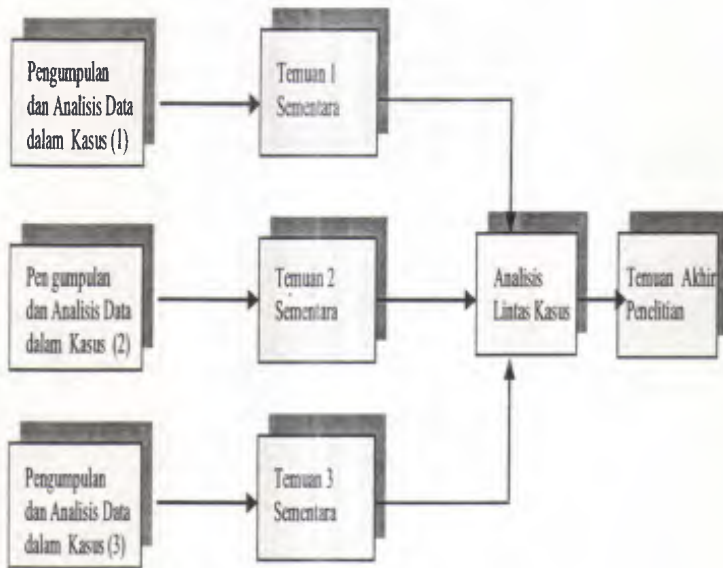 Pengumpulan
dan Analisis Data
dalam Kasus (1)
Temuan 1
Sementara
Pen gumpulan
dan Analisis Data
dalam Kasus (2)
Temuan 2
Sementara
Analisis
Lintas Kasus
Temuan Akhir
Penelitian
Pengumpulan
dan Analisis Data
dalam Kasus (3)
Temuan 3
Sementara